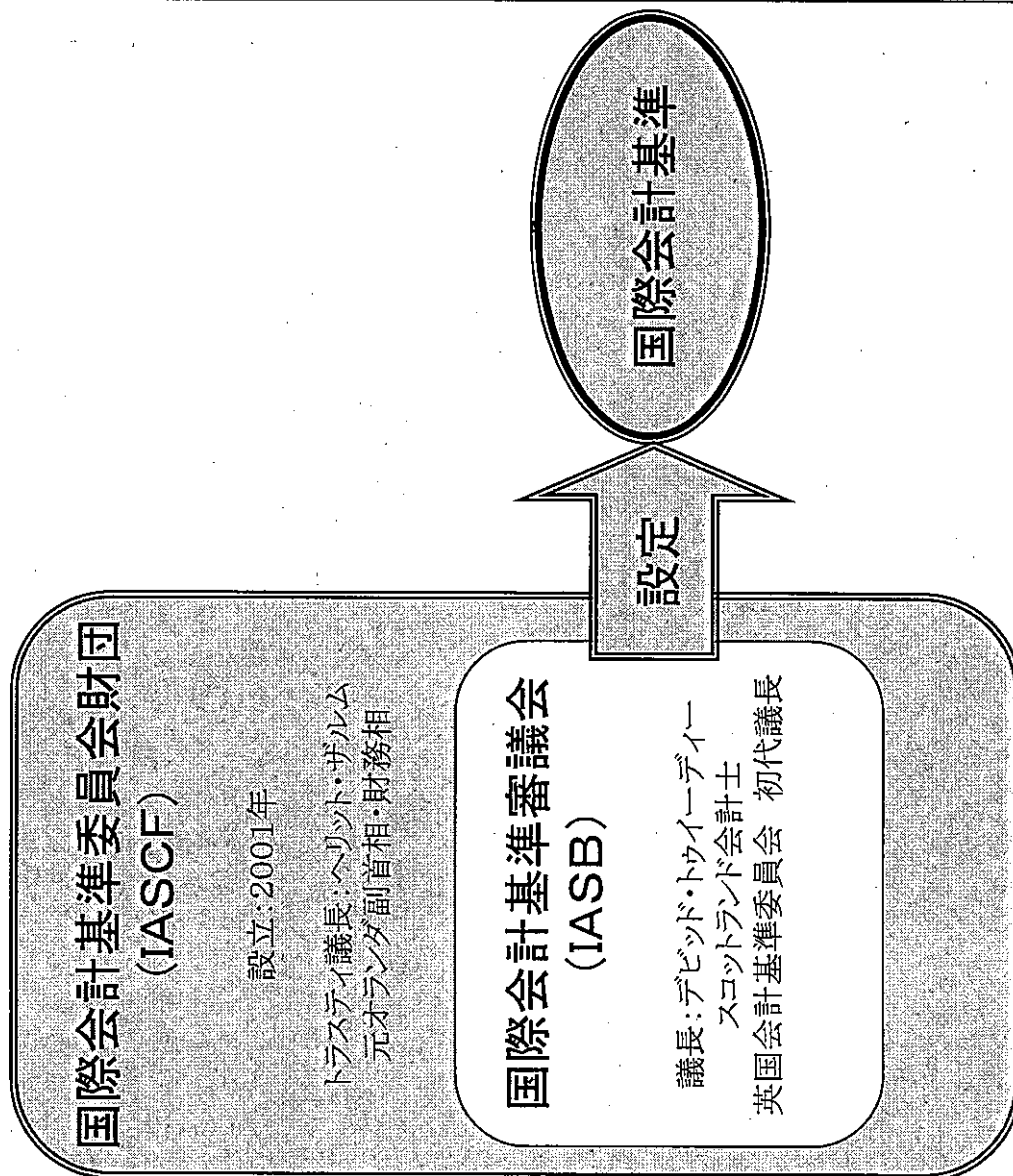 国際会計基準委員会財団
(IASCF)
設立:2001年
トラスティ議長:ヘリット・ザルム
元オランダ副首相・財務相
国際会計基準審議会
(IASB)
議長:デビッド・トゥイーディー
スコットランド会計士
英国会計基準委員会 初代議長
設定
国際会計基準